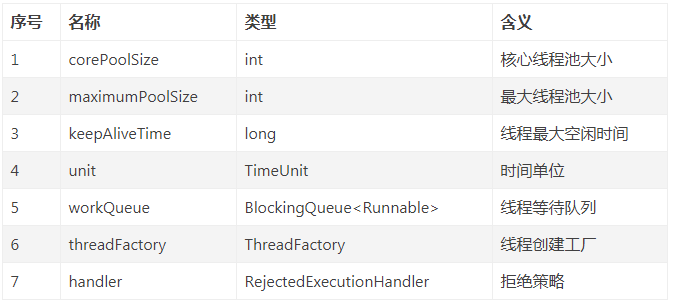 序号 名称 类型 含义
1 corePoolSize int 核心线程池大小
2 maximumPoolSize int 最大线程池大小
3 keepAliveTime long 线程最大空闲时间
4 unit TimeUnit 时间单位
5 workQueue BlockingQueue<Runnable> 线程等待队列
6 threadFactory ThreadFactory 线程创建工厂
7 handler RejectedExecutionHandler 拒绝策略